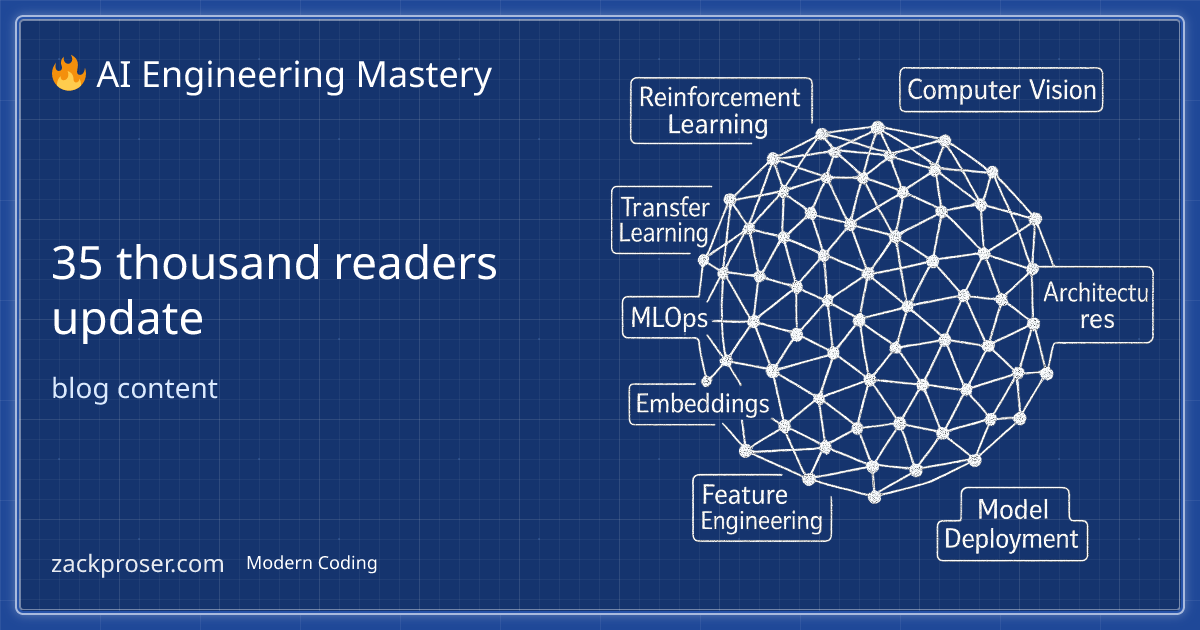 🔥 AI Engineering Mastery
35 thousand readers
update
blog content
zackproser.com
Modern Coding
Reinforcement
Learning
Computer Vision
Transfer
Learning
MLOps
Architectu
res
Embeddings
Feature
Engineering
Model
Deployment